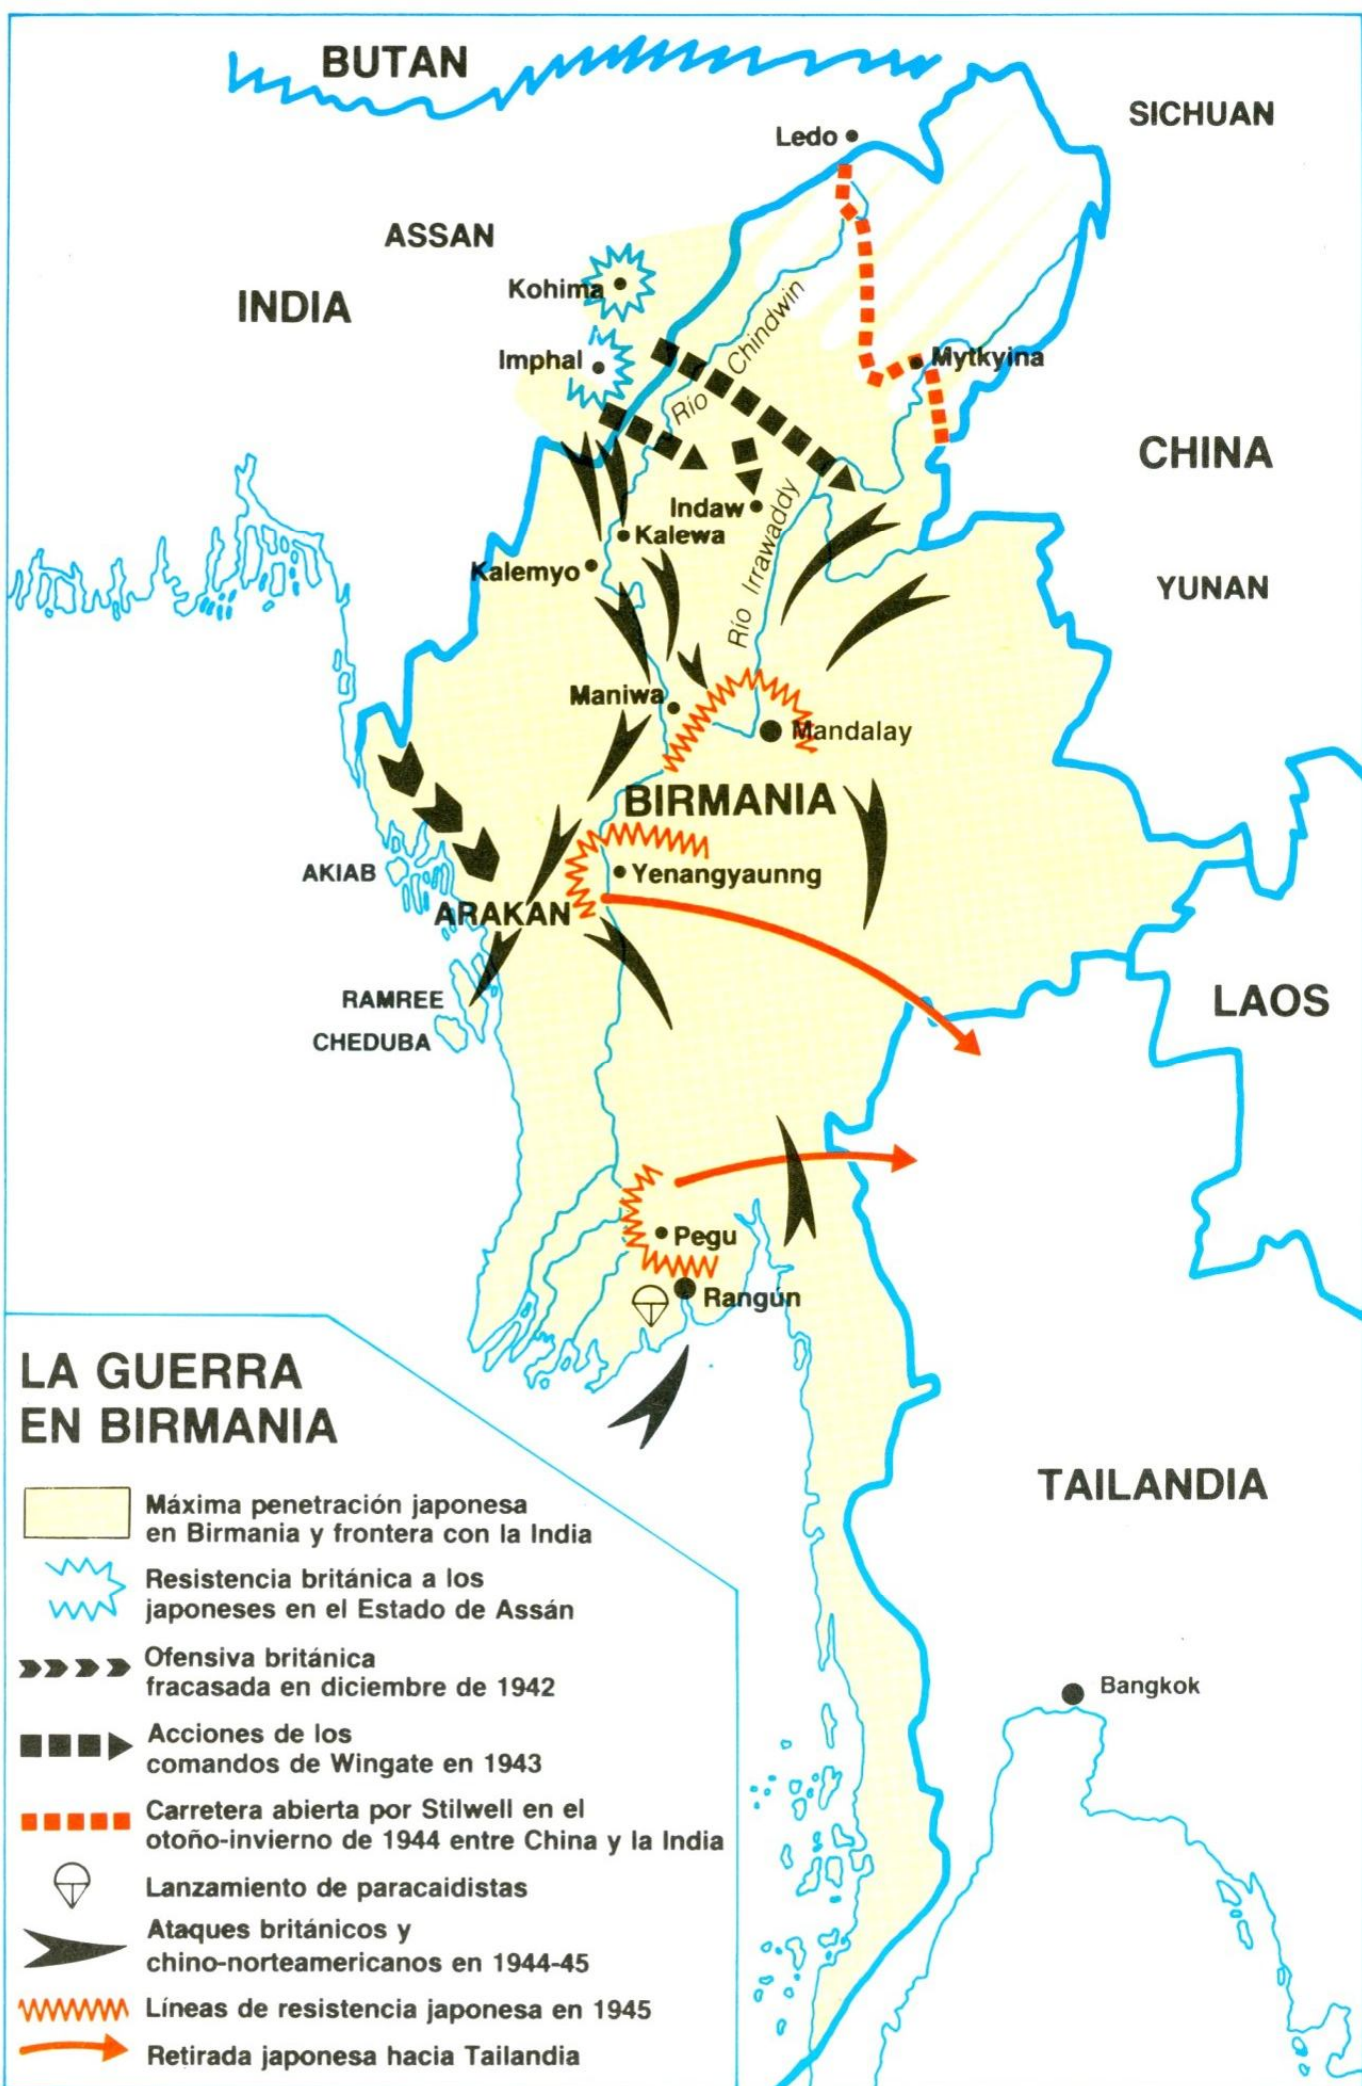 BUTAN
SICHUAN
Ledo
ASSAN
Kohima
INDIA
Río Chindwin
Imphal
Mytkyina
CHINA
Indaw
Kalewa
Río Irrawaddy
Kalemyo
YUNAN
Maniwa
Mandalay
BIRMANIA
AKIAB
Yenangyaunng
ARAKAN
RAMREE
LAOS
CHEDUBA
Pegu
Rangún
TAILANDIA
Bangkok
LA GUERRA
EN BIRMANIA
Máxima penetración japonesa
en Birmania y frontera con la India
Resistencia británica a los
japoneses en el Estado de Assán
Ofensiva británica
fracasada en diciembre de 1942
Acciones de los
comandos de Wingate en 1943
Carretera abierta por Stilwell en el
otoño-invierno de 1944 entre China y la India
Lanzamiento de paracaidistas
Ataques británicos y
chino-norteamericanos en 1944-45
Líneas de resistencia japonesa en 1945
Retirada japonesa hacia Tailandia